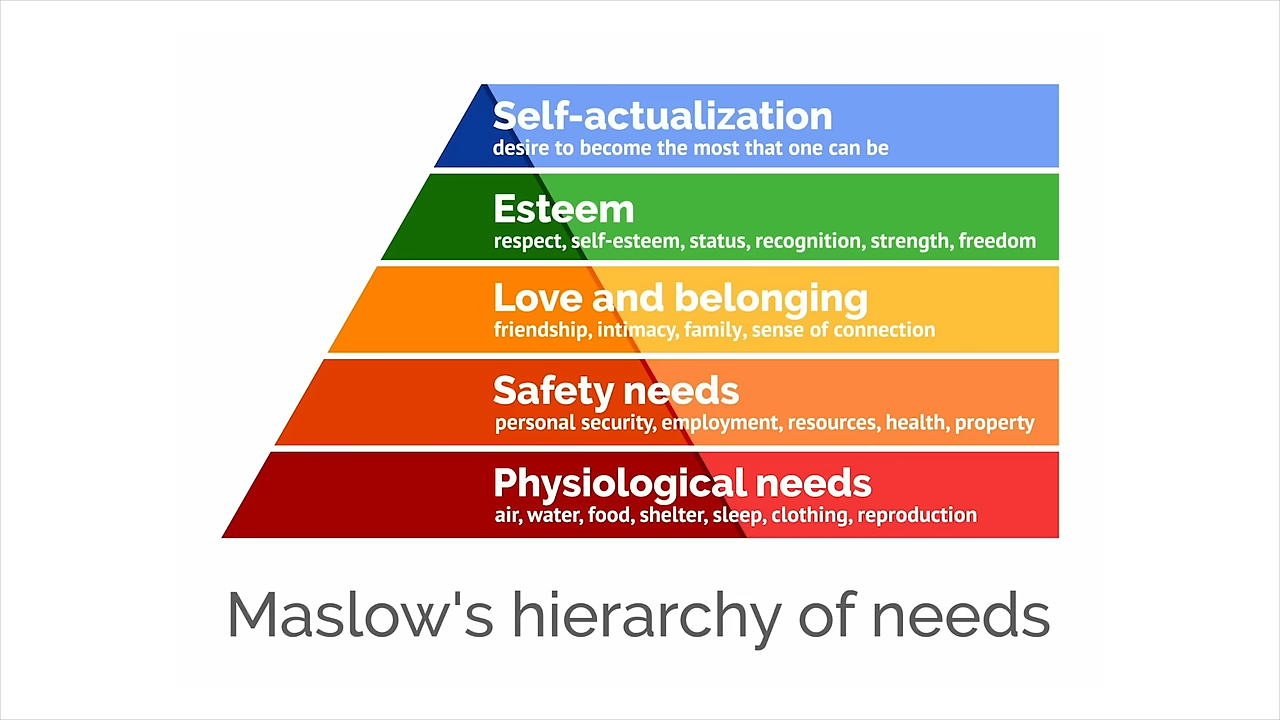 Self-actualization
desire to become the most that one can be
Esteem
respect, self-esteem, status, recognition, strength, freedom
Love and belonging
friendship, intimacy, family, sense of connection
Safety needs
personal security, employment, resources, health, property
Physiological needs
air, water, food, shelter, sleep, clothing, reproduction
Maslow's hierarchy of needs